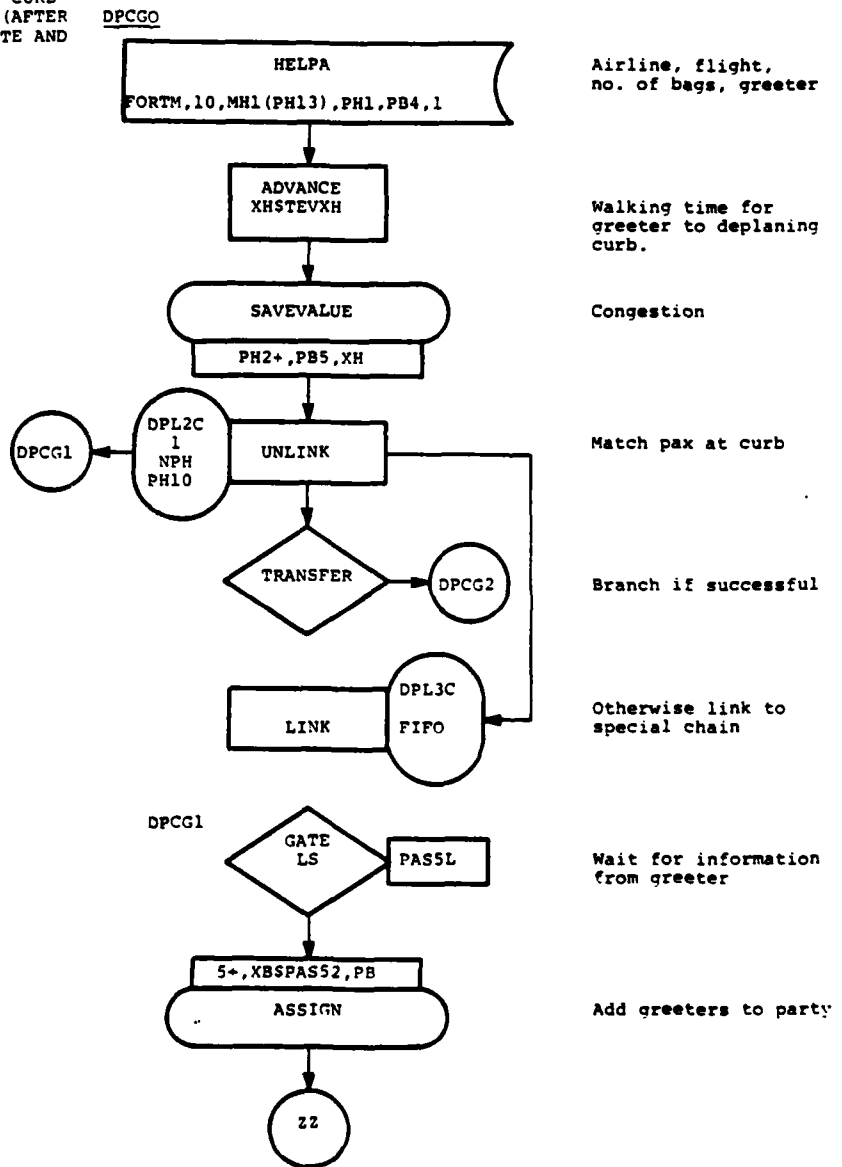 CURB
(AFTER DPCGO
TE AND
HELPA
FORTM,10,MH1(PH13),PH1,PB4,1
Airline, flight,
no. of bags, greeter
ADVANCE
XH$TEVXH
Walking time for
greeter to deplaning
curb.
SAVEVALUE
PH2+,PB5,XH
Congestion
DPCG1
DPL2C
1
NPH
PH10
UNLINK
Match pax at curb
TRANSFER
DPCG2
Branch if successful
LINK
DPL3C
FIFO
Otherwise link to
special chain
DPCG1
GATE
LS
PAS5L
Wait for information
from greeter
5+,XB$PAS52,PB
ASSIGN
Add greeters to party
ZZ